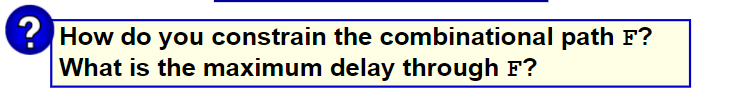 ?
How do you constrain the combinational path F?
What is the maximum delay through F?